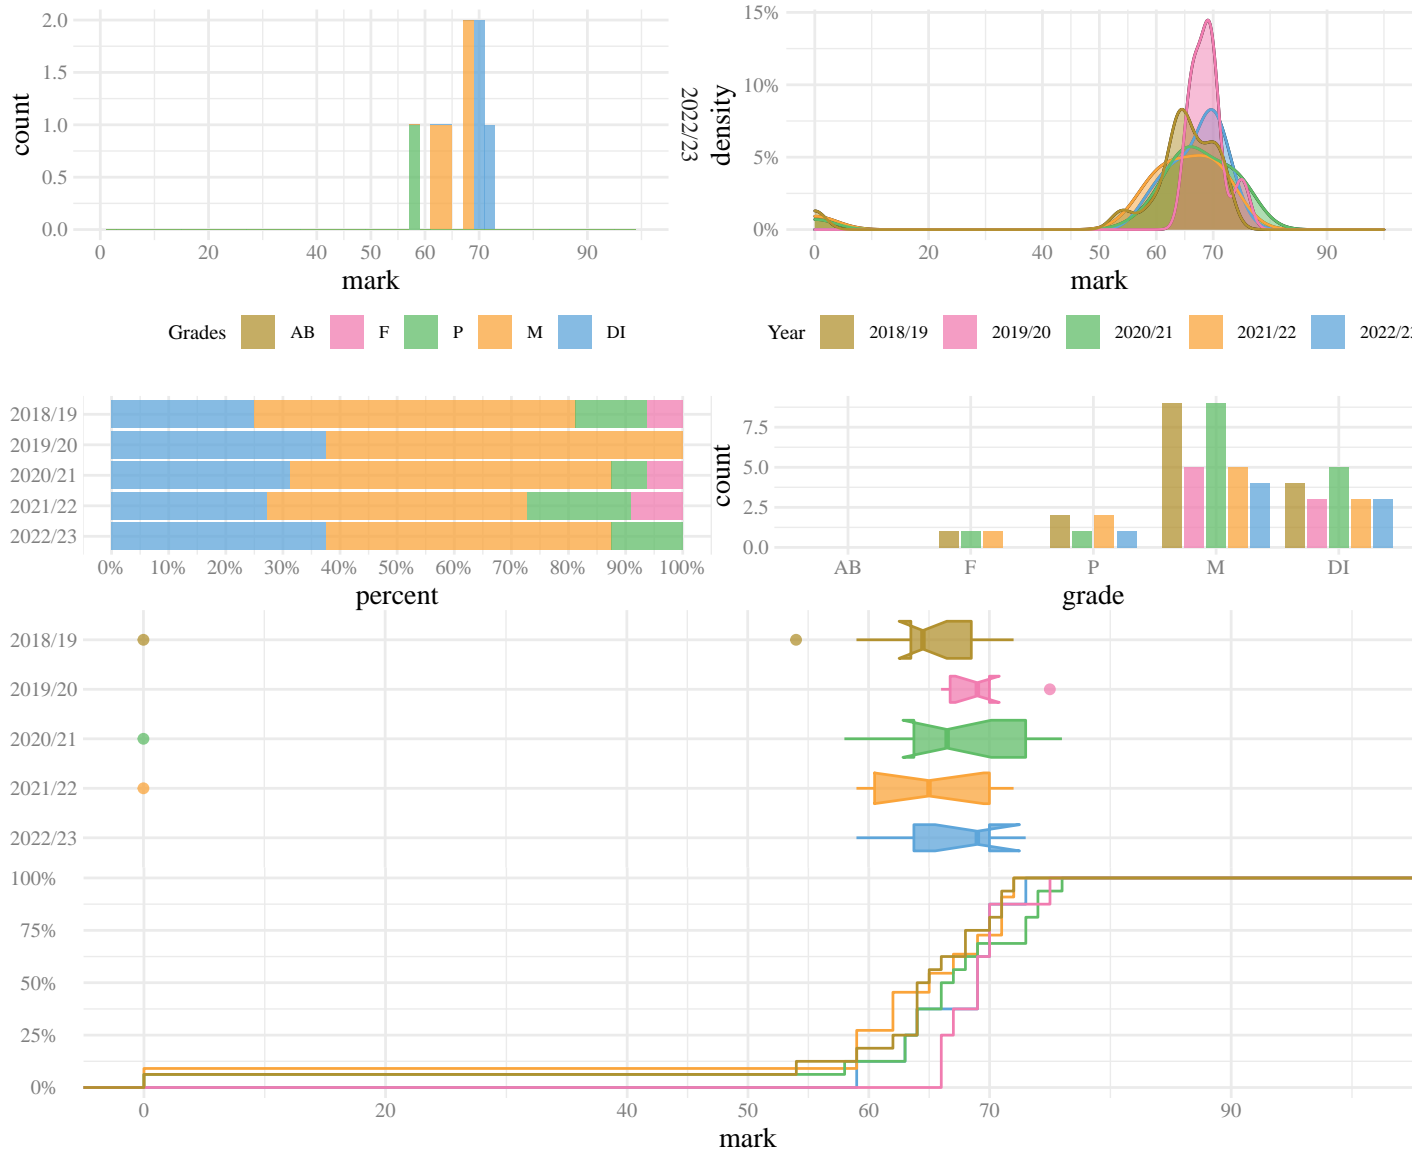 2.0
1.5
1.0
0.5
0.0
count
0 20 40 50 60 70 90
mark
2022/23
15%
10%
5%
0%
density
0 20 40 50 60 70 90
mark
Grades AB F P M DI
Year 2018/19 2019/20 2020/21 2021/22 2022/23
2018/19
2019/20
2020/21
2021/22
2022/23
0% 10% 20% 30% 40% 50% 60% 70% 80% 90% 100%
percent
7.5
5.0
2.5
0.0
count
AB F P M DI
grade
2018/19
2019/20
2020/21
2021/22
2022/23
100%
75%
50%
25%
0%
0 20 40 60 70 90
mark